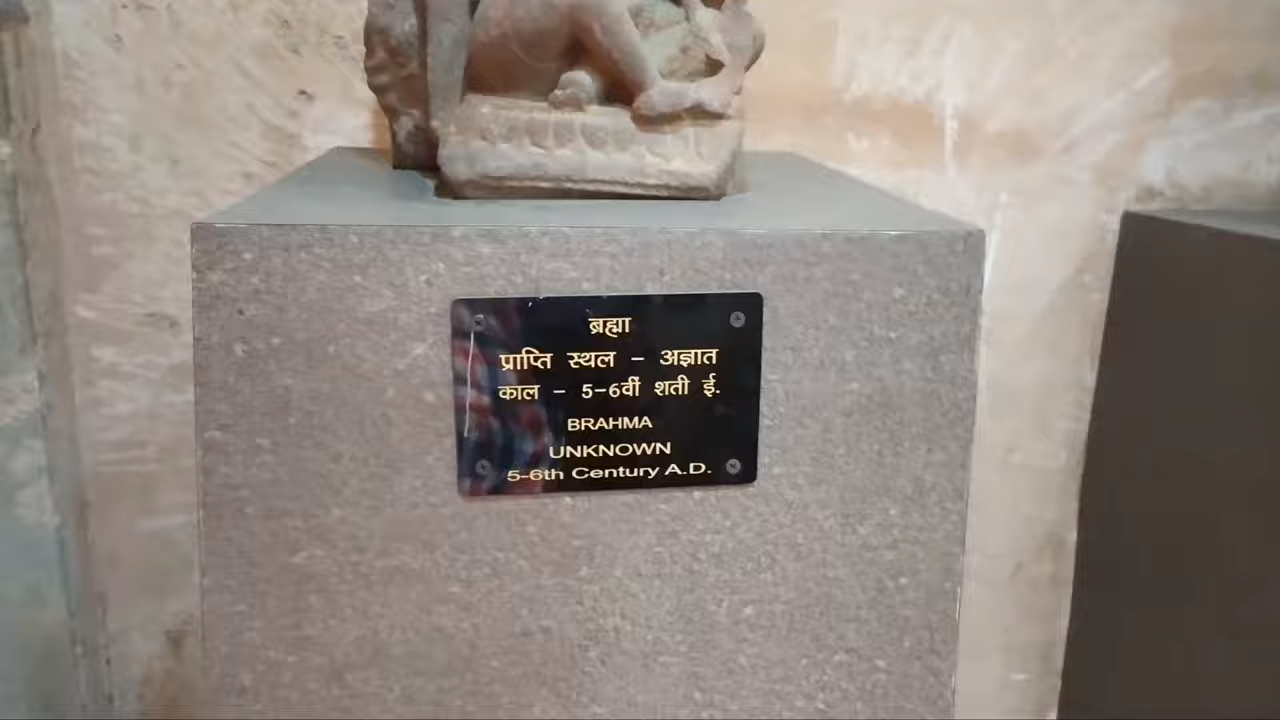 ब्रह्मा
प्राप्ति स्थल - अज्ञात
काल - 5-6वीं शती ई.
BRAHMA
UNKNOWN
5-6th Century A.D.